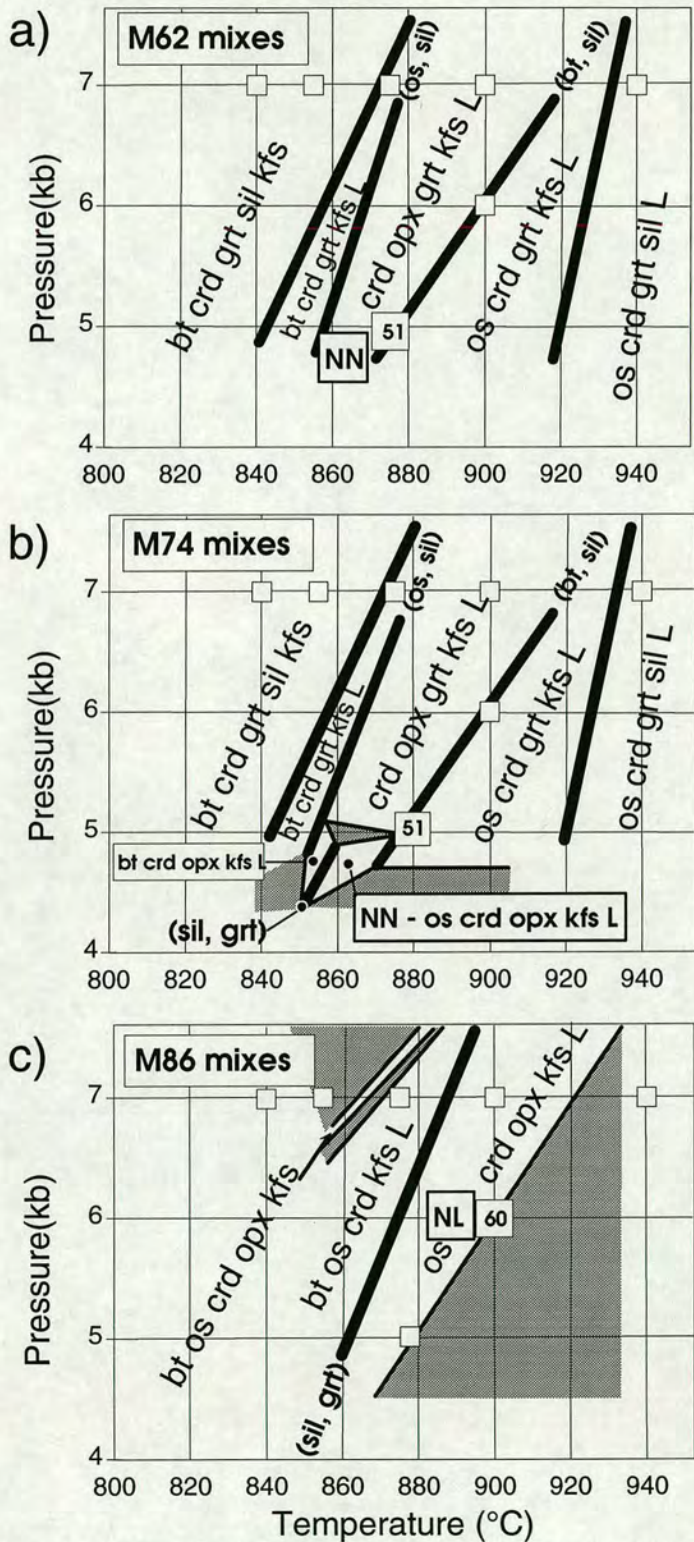 a)
M62 mixes
Pressure(kb)
7
6
5
4
bt crd grt sil kfs
bt crd grt kfs L
(os, sil)
crd opx grt kfs L
(bt, sil)
os crd grt kfs L
os crd grt sil L
NN
51
800 820 840 860 880 900 920 940
b)
M74 mixes
Pressure(kb)
7
6
5
4
bt crd grt sil kfs
bt crd grt kfs L
(os, sil)
crd opx grt kfs L
(bt, sil)
os crd grt kfs L
os crd grt sil L
51
bt crd opx kfs L
(sil, grt)
NN - os crd opx kfs L
800 820 840 860 880 900 920 940
c)
M86 mixes
Pressure(kb)
7
6
5
4
bt os crd opx kfs
bt os crd kfs L
(sil, grt)
os crd opx kfs L
NL
60
800 820 840 860 880 900 920 940
Temperature (°C)